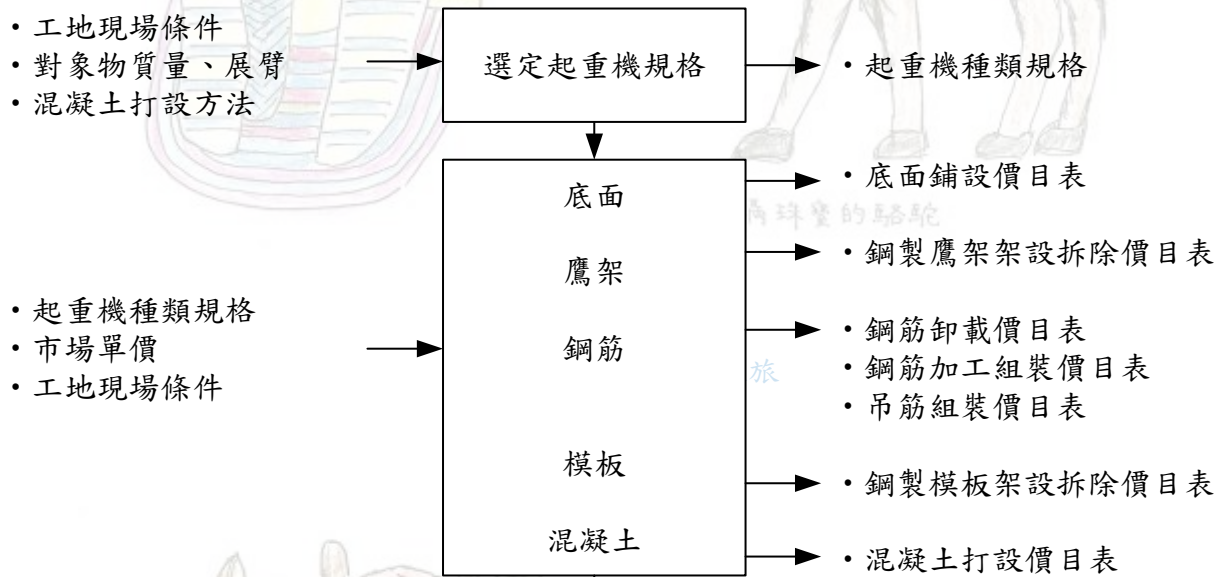 ・工地現場條件
・對象物質量、展臂
・混凝土打設方法
選定起重機規格
・起重機種類規格
・起重機種類規格
・市場單價
・工地現場條件
底面
鷹架
鋼筋
模板
混凝土
・底面鋪設價目表
・鋼製鷹架架設拆除價目表
・鋼筋卸載價目表
・鋼筋加工組裝價目表
・吊筋組裝價目表
・鋼製模板架設拆除價目表
・混凝土打設價目表
珠寶的駱駝
旅